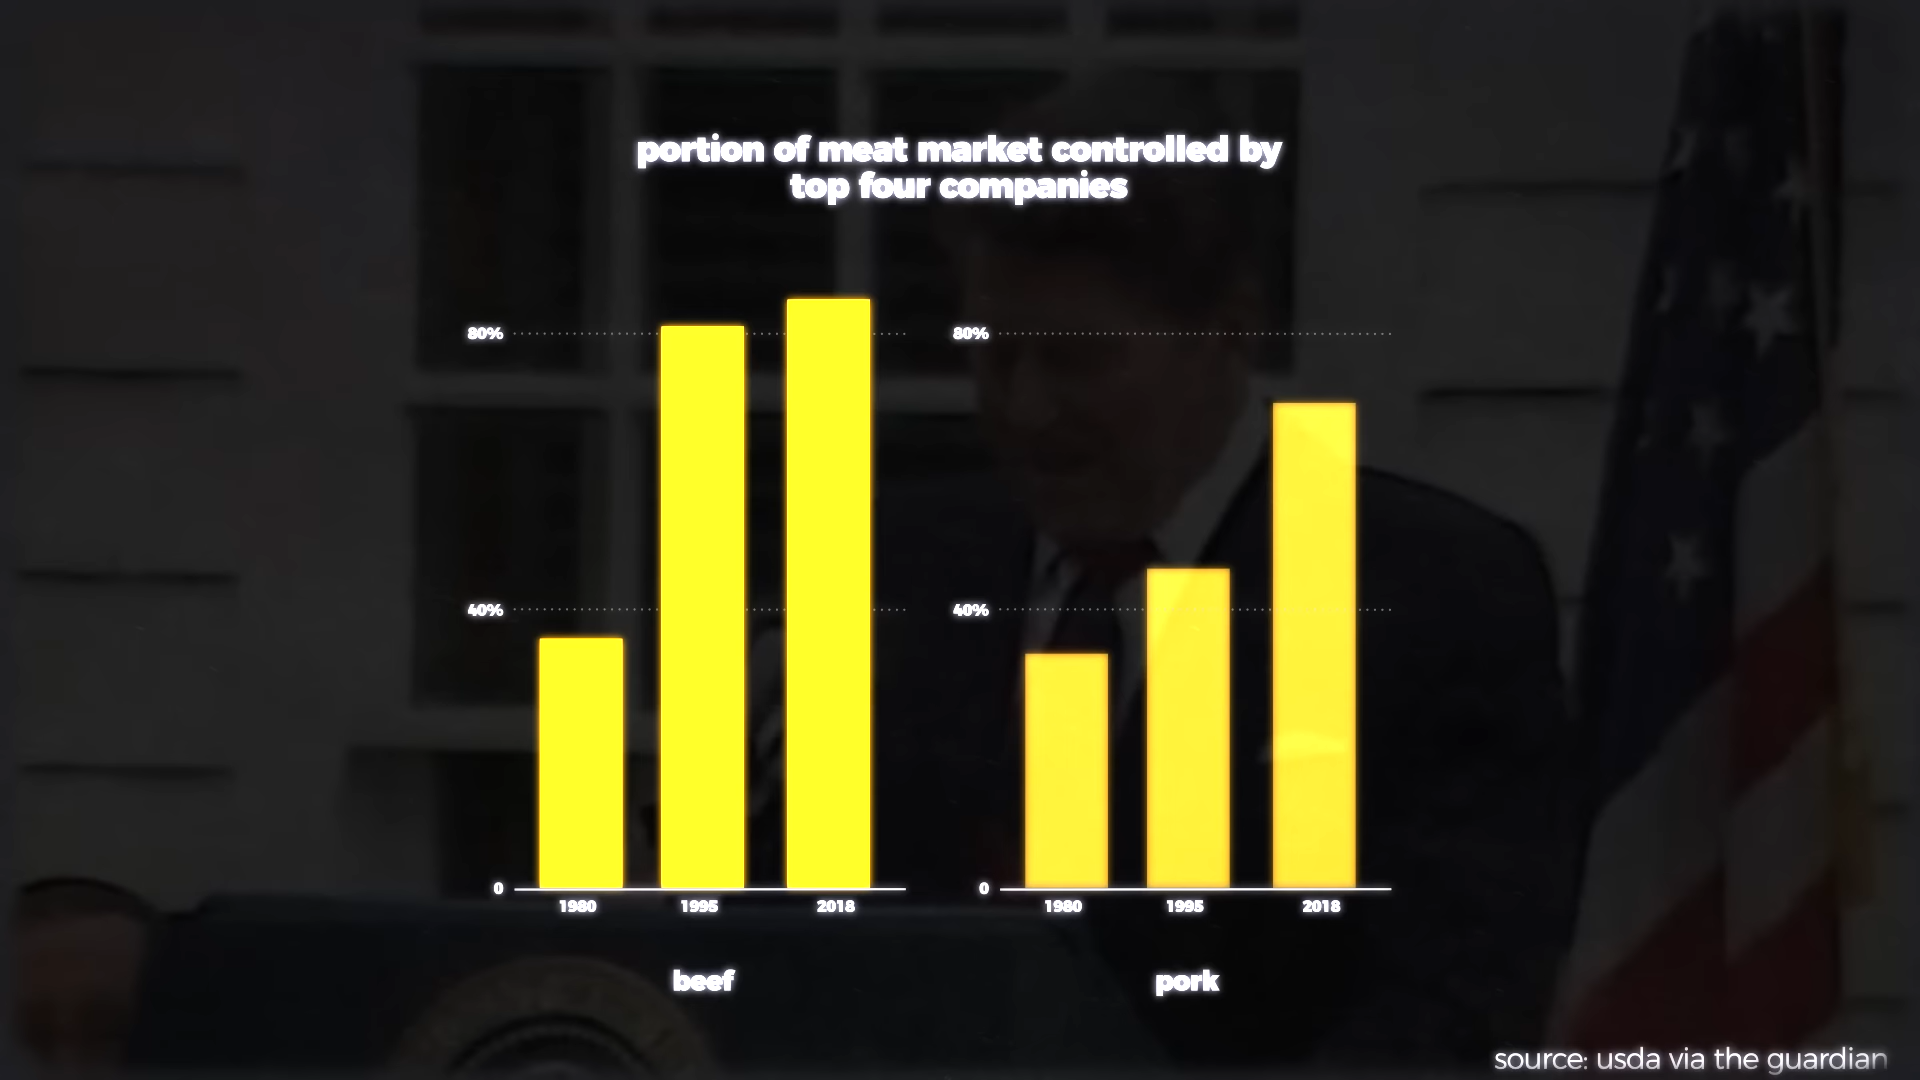 portion of meat market controlled by
top four companies
80%
40%
0
1980 1995 2018
beef
80%
40%
0
1980 1995 2018
pork
source: usda via the guardian